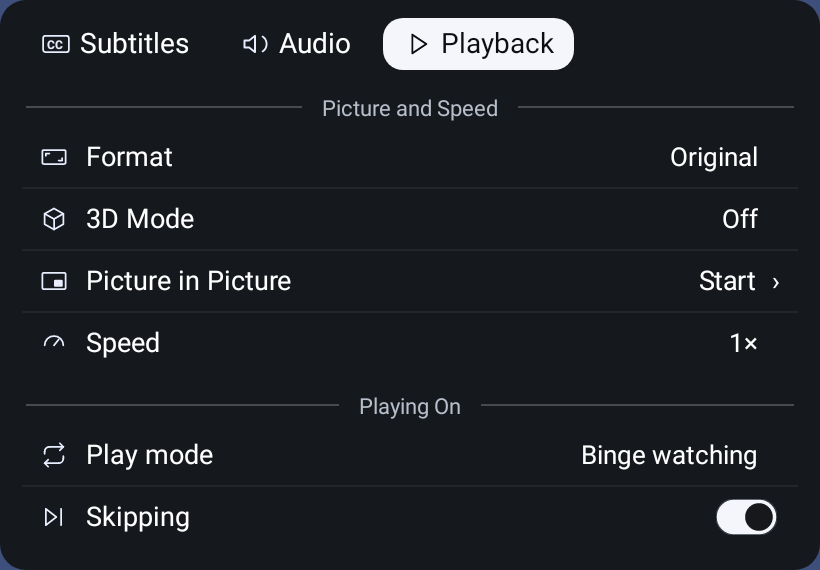 CC Subtitles Audio Playback
Picture and Speed
Format Original
3D Mode Off
Picture in Picture Start ›
Speed 1×
Playing On
Play mode Binge watching
Skipping